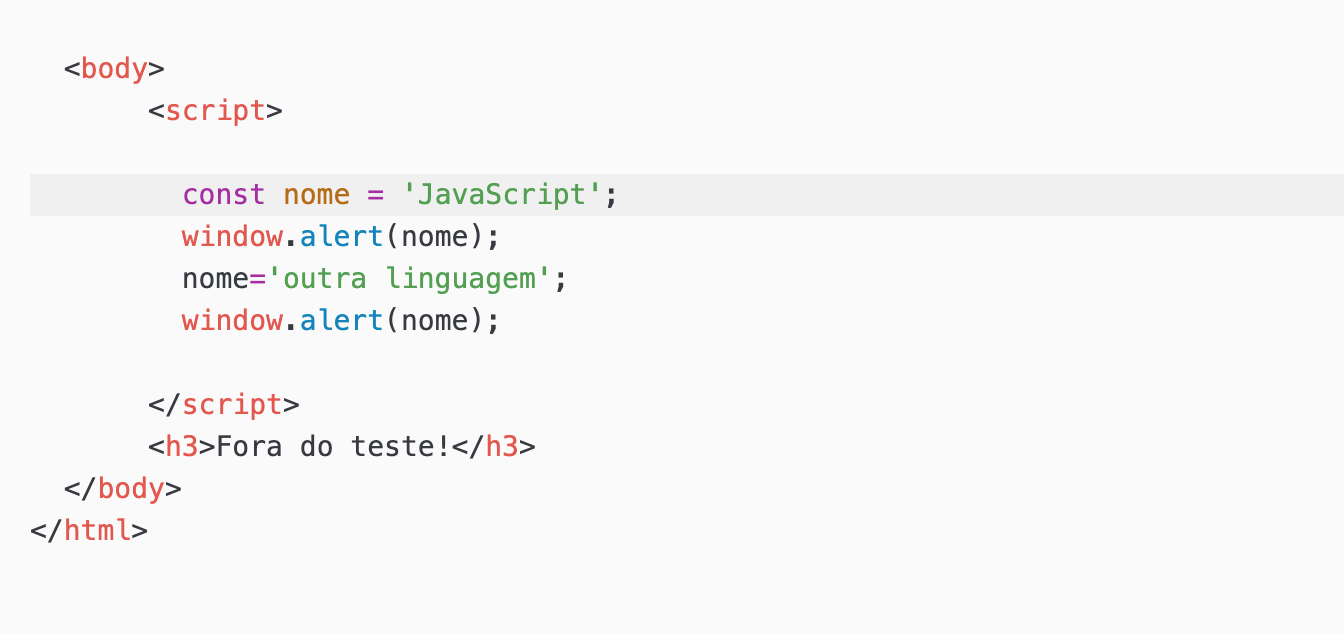 <body>
<script>
const nome = 'JavaScript';
window.alert(nome);
nome='outra linguagem';
window.alert(nome);
</script>
<h3>Fora do teste!</h3>
</body>
</html>